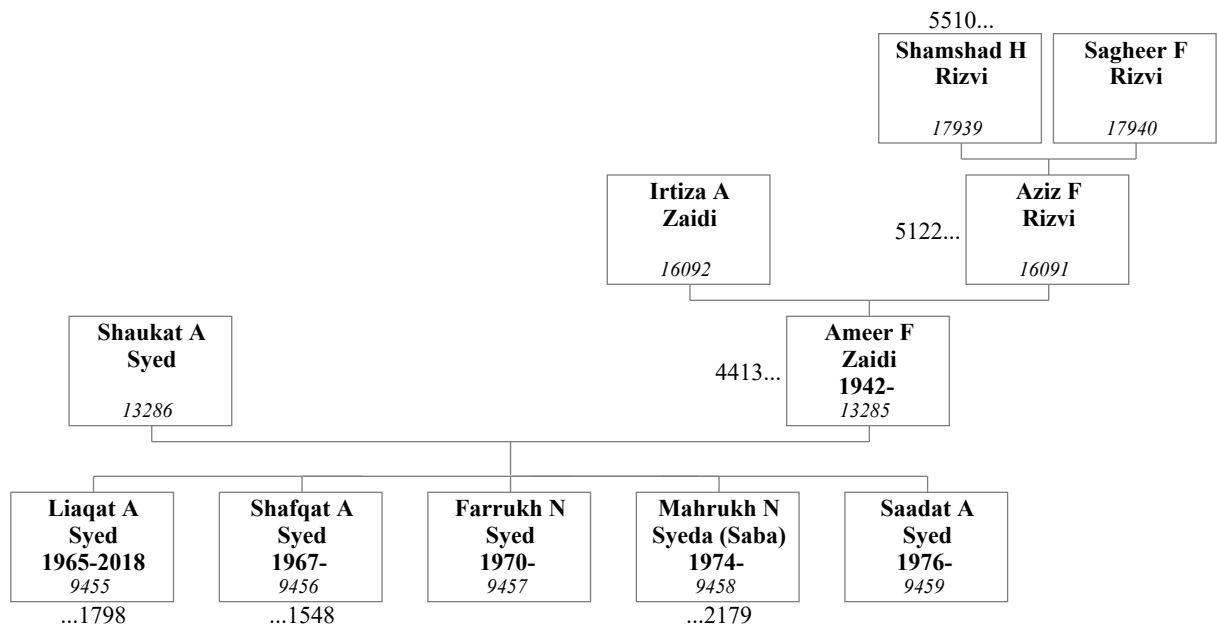 5510...
Shamshad H
Rizvi
17939
Sagheer F
Rizvi
17940
Irtiza A
Zaidi
16092
5122...
Aziz F
Rizvi
16091
Shaukat A
Syed
13286
4413...
Ameer F
Zaidi
1942-
13285
Liaqat A
Syed
1965-2018
9455
...1798
Shafqat A
Syed
1967-
9456
...1548
Farrukh N
Syed
1970-
9457
Mahrukh N
Syeda (Saba)
1974-
9458
...2179
Saadat A
Syed
1976-
9459